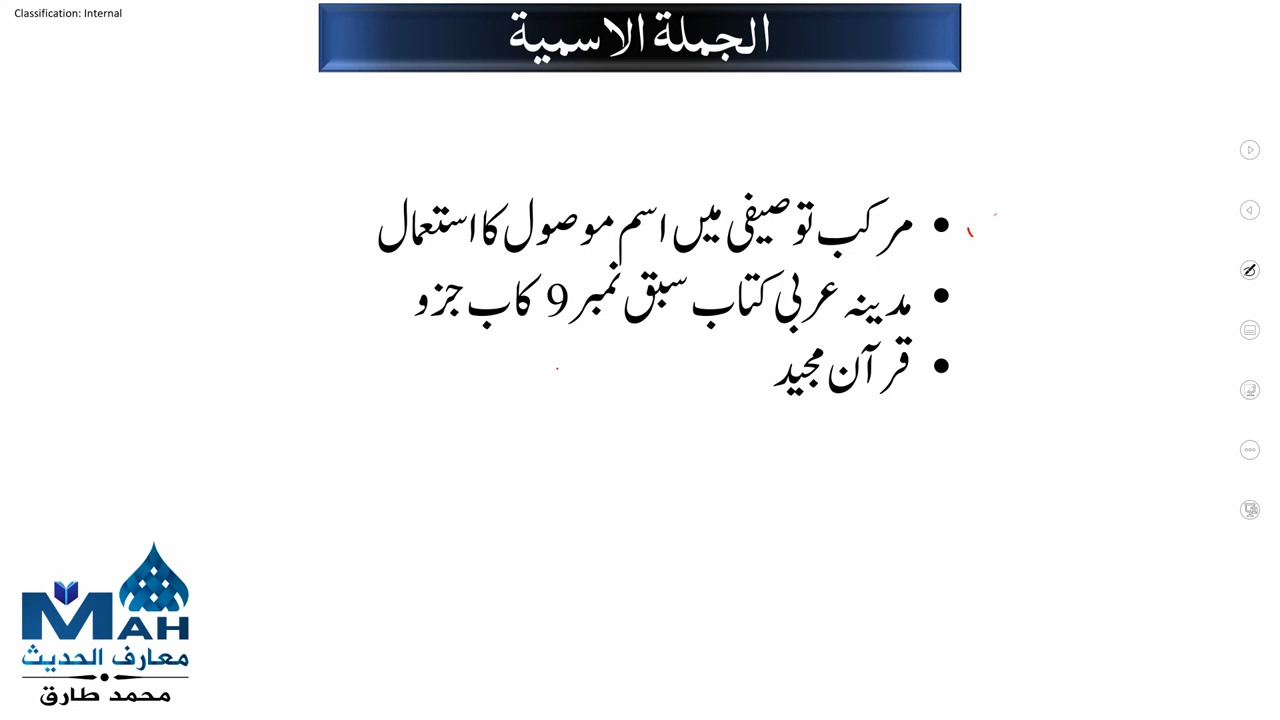 Classification: Internal
الجملة الاسمية
• مرکب توصیفی میں اسم موصول کا استعمال
• مدینہ عربی کتاب سبق نمبر 9 کا ب جزو
• قرآن مجید
MAH
معارف الحديث
محمد طارق